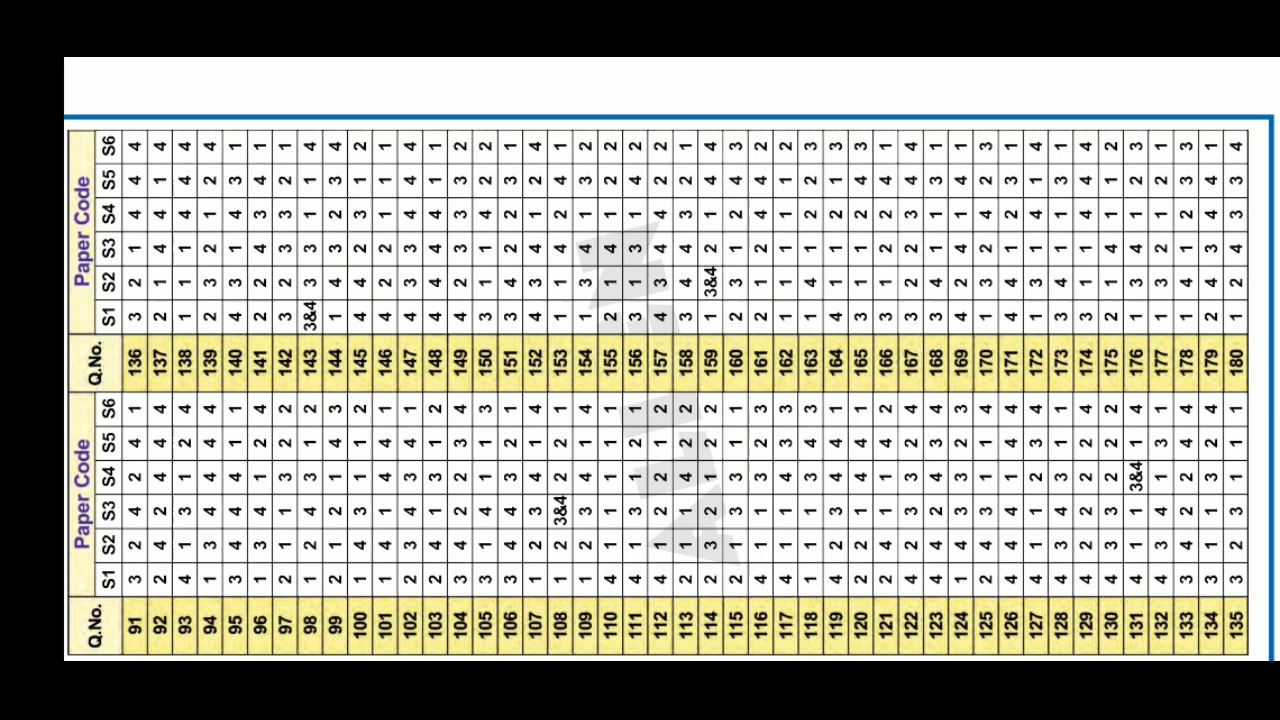 Paper Code Paper Code
Q.No. S1 S2 S3 S4 S5 S6 Q.No. S1 S2 S3 S4 S5 S6
91 3 2 4 2 4 1 136 3 2 1 4 4 4
92 2 4 2 4 4 4 137 2 1 4 4 1 4
93 4 1 3 1 2 4 138 1 1 1 4 4 4
94 1 3 4 4 4 4 139 2 3 2 1 2 4
95 3 4 4 4 1 1 140 4 3 1 4 3 1
96 1 3 4 1 2 4 141 2 2 4 3 4 1
97 2 1 1 3 2 2 142 3 2 3 3 2 1
98 1 2 4 3 1 2 143 3&4 3 3 1 1 4
99 2 1 2 1 4 3 144 1 4 3 2 3 4
100 1 4 3 1 1 2 145 4 4 2 3 1 2
101 1 4 1 4 4 1 146 4 2 2 1 1 1
102 2 3 4 3 4 1 147 4 3 3 4 4 4
103 2 4 1 3 1 2 148 4 4 4 4 1 1
104 3 4 2 2 3 4 149 4 2 3 3 3 2
105 3 1 4 1 1 3 150 3 1 1 4 2 2
106 3 4 4 3 2 1 151 3 4 2 2 3 1
107 1 2 3 4 1 4 152 4 3 4 1 2 4
108 1 2 3&4 2 2 1 153 1 1 4 2 4 1
109 1 2 3 4 1 4 154 1 3 1 1 3 2
110 4 1 1 1 1 1 155 2 1 4 1 2 2
111 4 1 3 1 2 1 156 3 1 3 1 4 2
112 4 1 2 2 1 2 157 4 3 4 4 2 2
113 2 1 1 4 4 2 158 3 4 4 3 2 1
114 2 3 2 1 2 2 159 1 3&4 2 1 4 4
115 2 1 3 3 1 1 160 2 3 1 2 4 3
116 4 1 1 3 2 3 161 2 1 2 4 4 2
117 4 1 1 4 3 3 162 1 1 1 1 1 2
118 1 1 1 3 4 3 163 1 4 1 2 2 3
119 4 2 3 4 4 1 164 4 1 1 2 1 3
120 2 2 4 4 1 1 165 3 1 1 2 4 3
121 2 4 1 1 4 2 166 3 1 2 2 4 1
122 4 2 3 3 2 4 167 3 2 2 3 4 4
123 4 4 2 4 3 4 168 3 4 1 1 3 1
124 1 4 3 3 2 3 169 4 2 4 1 4 1
125 2 4 3 1 1 4 170 1 3 2 4 2 3
126 4 1 4 1 4 4 171 4 4 1 2 3 1
127 4 1 1 2 3 4 172 1 3 1 4 1 4
128 4 3 1 3 1 1 173 3 4 1 1 3 1
129 4 2 2 2 2 4 174 3 1 1 4 4 4
130 4 3 3 2 2 2 175 2 1 4 1 1 2
131 4 1 1 3&4 1 4 176 1 3 4 1 2 3
132 4 3 4 1 3 1 177 1 3 2 1 2 1
133 3 4 2 2 4 4 178 1 4 1 2 3 3
134 3 1 1 3 2 4 179 2 4 3 4 4 1
135 3 2 3 1 1 1 180 1 2 4 3 3 4